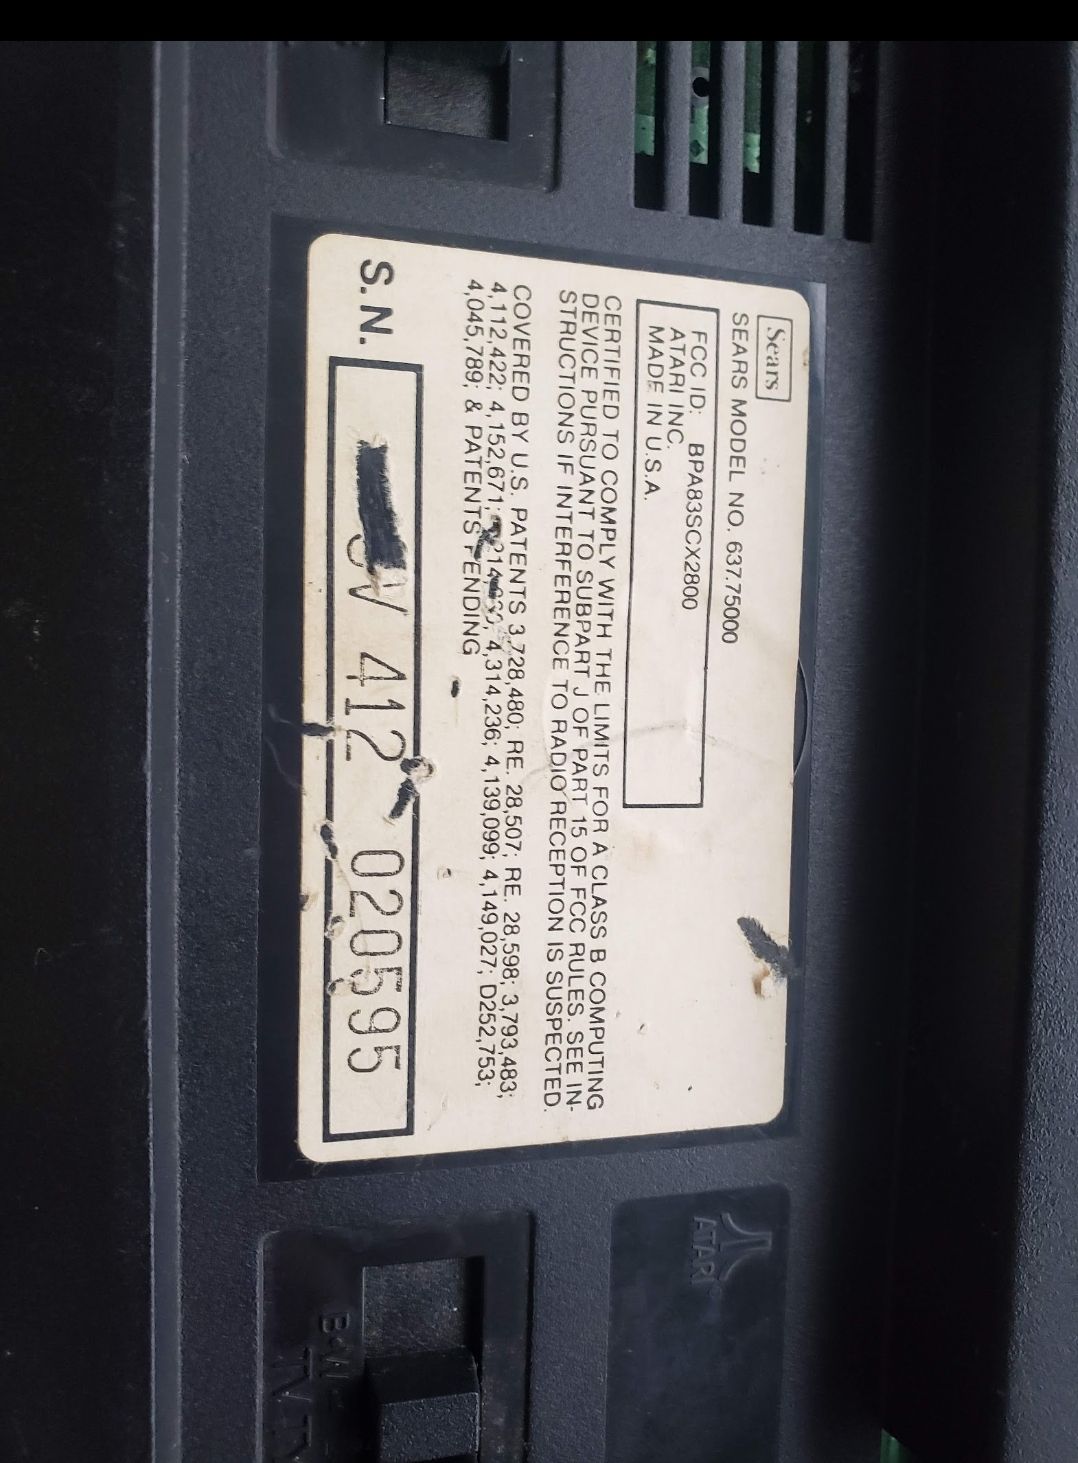 Sears
SEARS MODEL NO. 637.75000
FCC ID: BPA83SCX2800
ATARI INC.
MADE IN U.S.A.
CERTIFIED TO COMPLY WITH THE LIMITS FOR A CLASS B COMPUTING
DEVICE PURSUANT TO SUBPART J OF PART 15 OF FCC RULES. SEE IN-
STRUCTIONS IF INTERFERENCE TO RADIO RECEPTION IS SUSPECTED.
COVERED BY U.S. PATENTS 3,728,480; RE. 28,507; RE. 28,598; 3,793,483;
4,112,422; 4,152,671; 4,314,236; 4,139,099; 4,149,027; D252,753;
4,045,789; & PATENTS PENDING
S.N. 412 020595
ATARI
B•W
TV